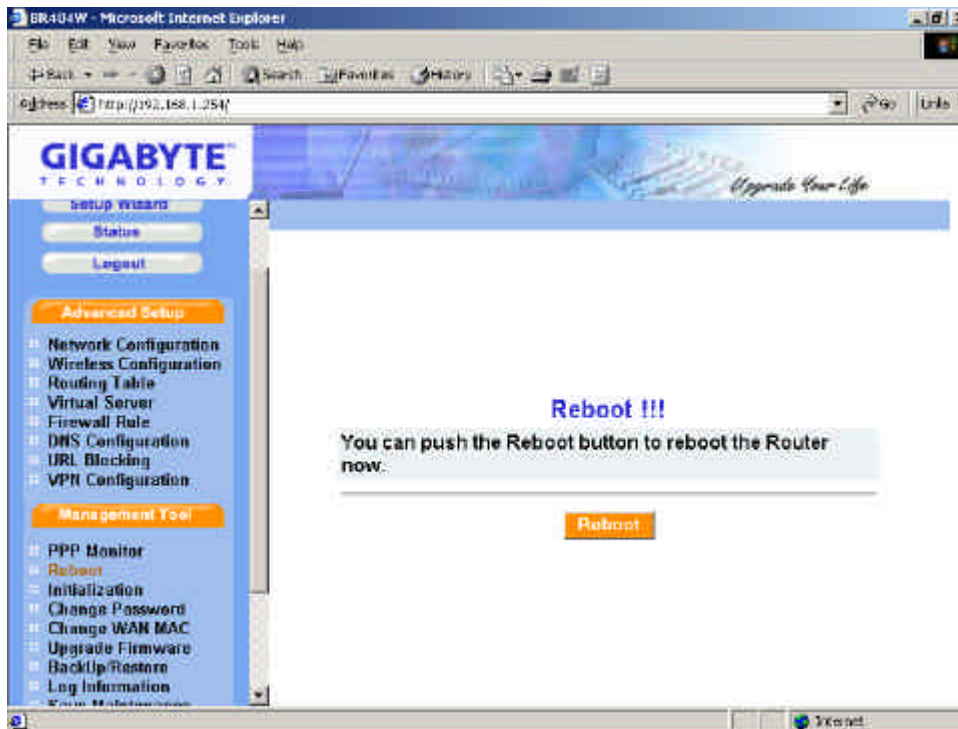 BR404W - Microsoft Internet Explorer
File Edit View Favorites Tools Help
Back Search Favorites History
Address http://192.168.1.254/ Go Links
GIGABYTE™
TECHNOLOGY
Upgrade Your Life
Setup Wizard
Status
Logout
Advanced Setup
Network Configuration
Wireless Configuration
Routing Table
Virtual Server
Firewall Rule
DNS Configuration
URL Blocking
VPN Configuration
Management Tool
PPP Monitor
Reboot
Initialization
Change Password
Change WAN MAC
Upgrade Firmware
BackUp/Restore
Log Information
Reboot !!!
You can push the Reboot button to reboot the Router
now.
Reboot
Internet